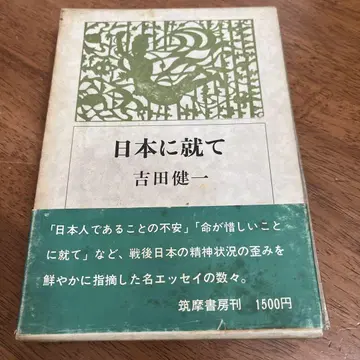 日本に就て
吉田健一
「日本人であることの不安」「命が惜しいこと
に就て」など、戦後日本の精神状況の歪みを
鮮やかに指摘した名エッセイの数々。
筑摩書房刊 1500円